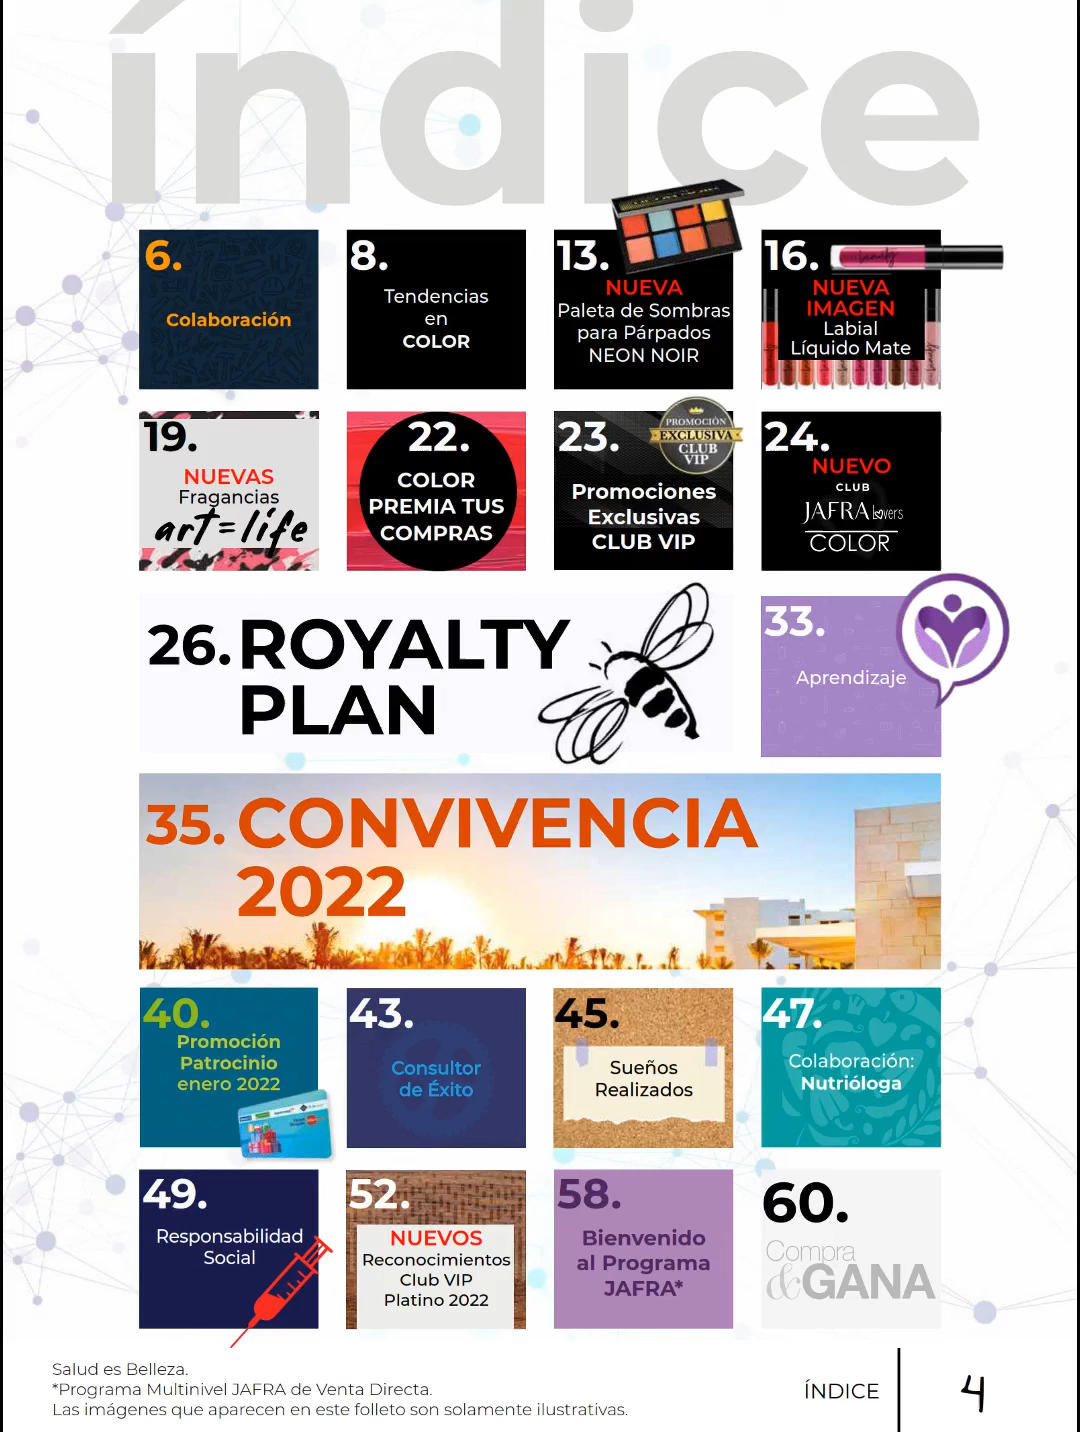 índice
6.
Colaboración
8.
Tendencias
en
COLOR
13.
NUEVA
Paleta de Sombras
para Párpados
NEON NOIR
16.
beauty
NUEVA
IMAGEN
Labial
Líquido Mate
19.
NUEVAS
Fragancias
art=life
22.
COLOR
PREMIA TUS
COMPRAS
23.
PROMOCIÓN
EXCLUSIVA
CLUB
VIP
Promociones
Exclusivas
CLUB VIP
24.
NUEVO
CLUB
JAFRA lovers
COLOR
26. ROYALTY
PLAN
33.
Aprendizaje
35. CONVIVENCIA
2022
40.
Promoción
Patrocinio
enero 2022
43.
Consultor
de Éxito
45.
Sueños
Realizados
47.
Colaboración:
Nutrióloga
49.
Responsabilidad
Social
52.
NUEVOS
Reconocimientos
Club VIP
Platino 2022
58.
Bienvenido
al Programa
JAFRA*
60.
Compra
&GANA
Salud es Belleza.
*Programa Multinivel JAFRA de Venta Directa.
Las imágenes que aparecen en este folleto son solamente ilustrativas.
ÍNDICE
4